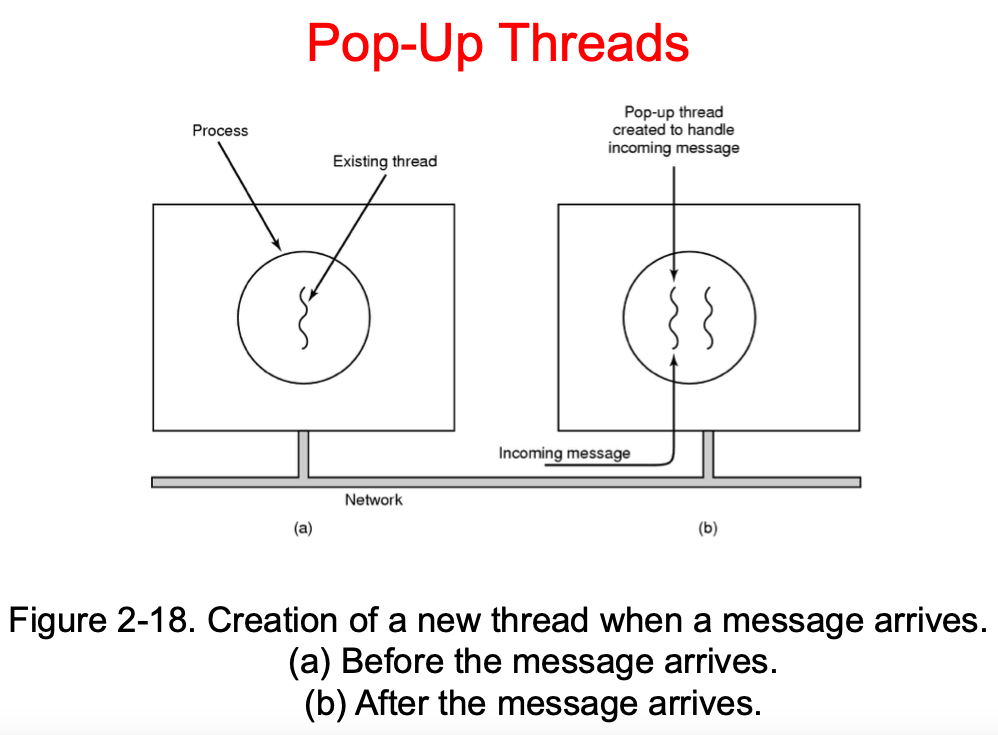 Pop-Up Threads
Process
Existing thread
Pop-up thread
created to handle
incoming message
Incoming message
Network
(a)
(b)
Figure 2-18. Creation of a new thread when a message arrives.
(a) Before the message arrives.
(b) After the message arrives.